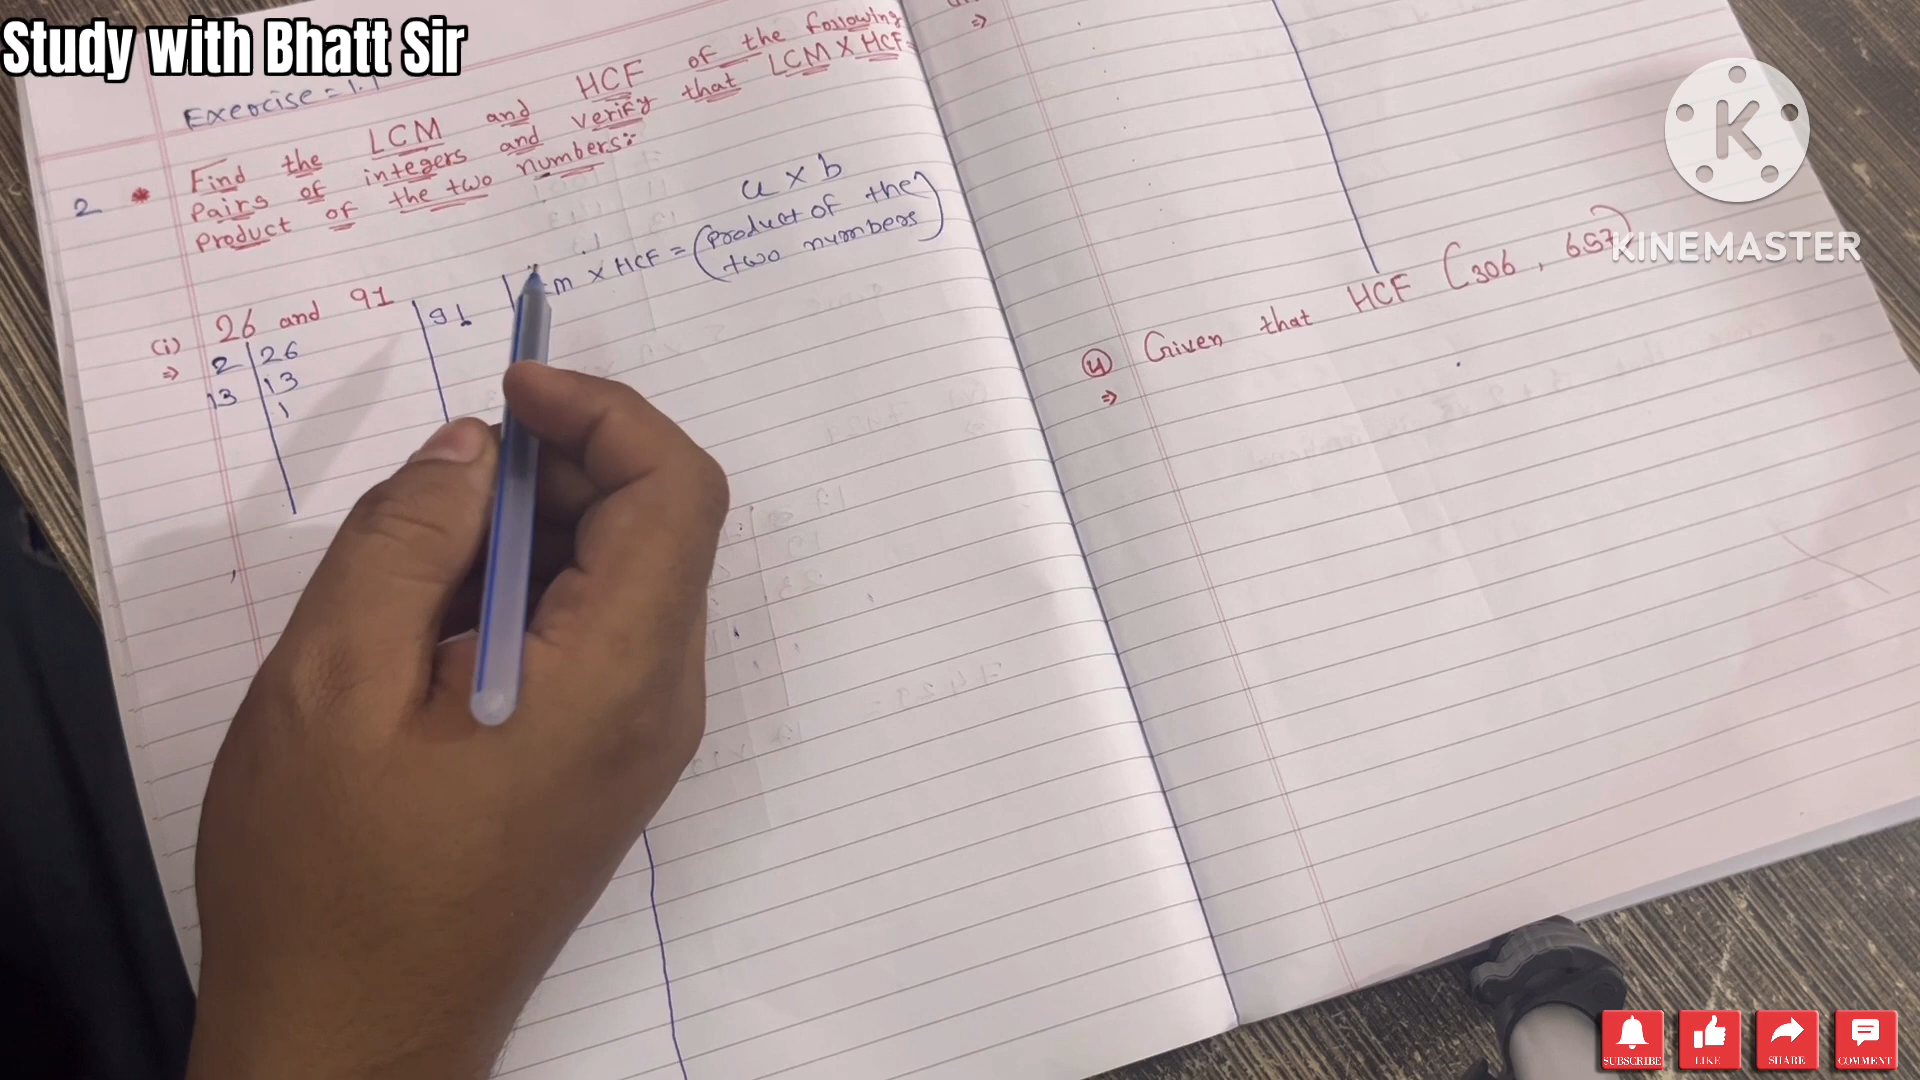 Study with Bhatt Sir
Exercise = 1.1
2 * Find the LCM and HCF of the following
pairs of integers and verify that LCM X HCF =
product of the two numbers:-
a × b
× HCF = (product of the
two numbers)
(i) 26 and 91
⇒ 2 26
13 13
1
91
⇒
④ Given that HCF (306, 657)
⇒
K
KINEMASTER
SUBSCRIBE
LIKE
SHARE
COMMENT